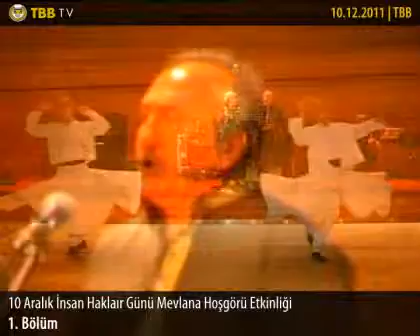 TBB TV
10.12.2011 | TBB
10 Aralık İnsan Haklaır Günü Mevlana Hoşgörü Etkinliği
1. Bölüm